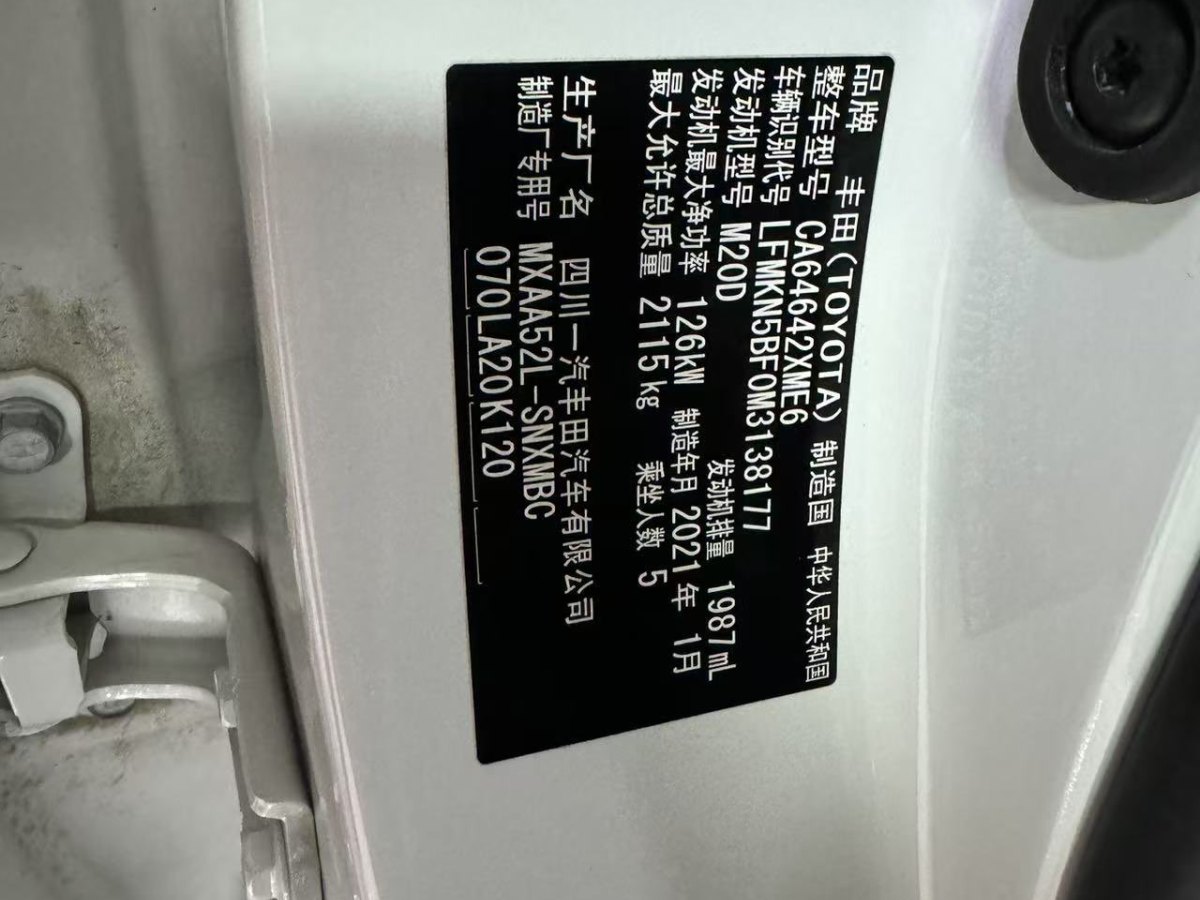 品牌 丰田(TOYOTA) 制造国 中华人民共和国
整车型号 CA64642XME6
车辆识别代号 LFMKN5BF0M3138177
发动机型号 M20D 发动机排量 1987mL
发动机最大净功率 126kW 制造年月 2021年 1月
最大允许总质量 2115kg 乘坐人数 5
生产厂名 四川一汽丰田汽车有限公司
制造厂专用号 MXAA52L-SNXMBC
070LA20K120